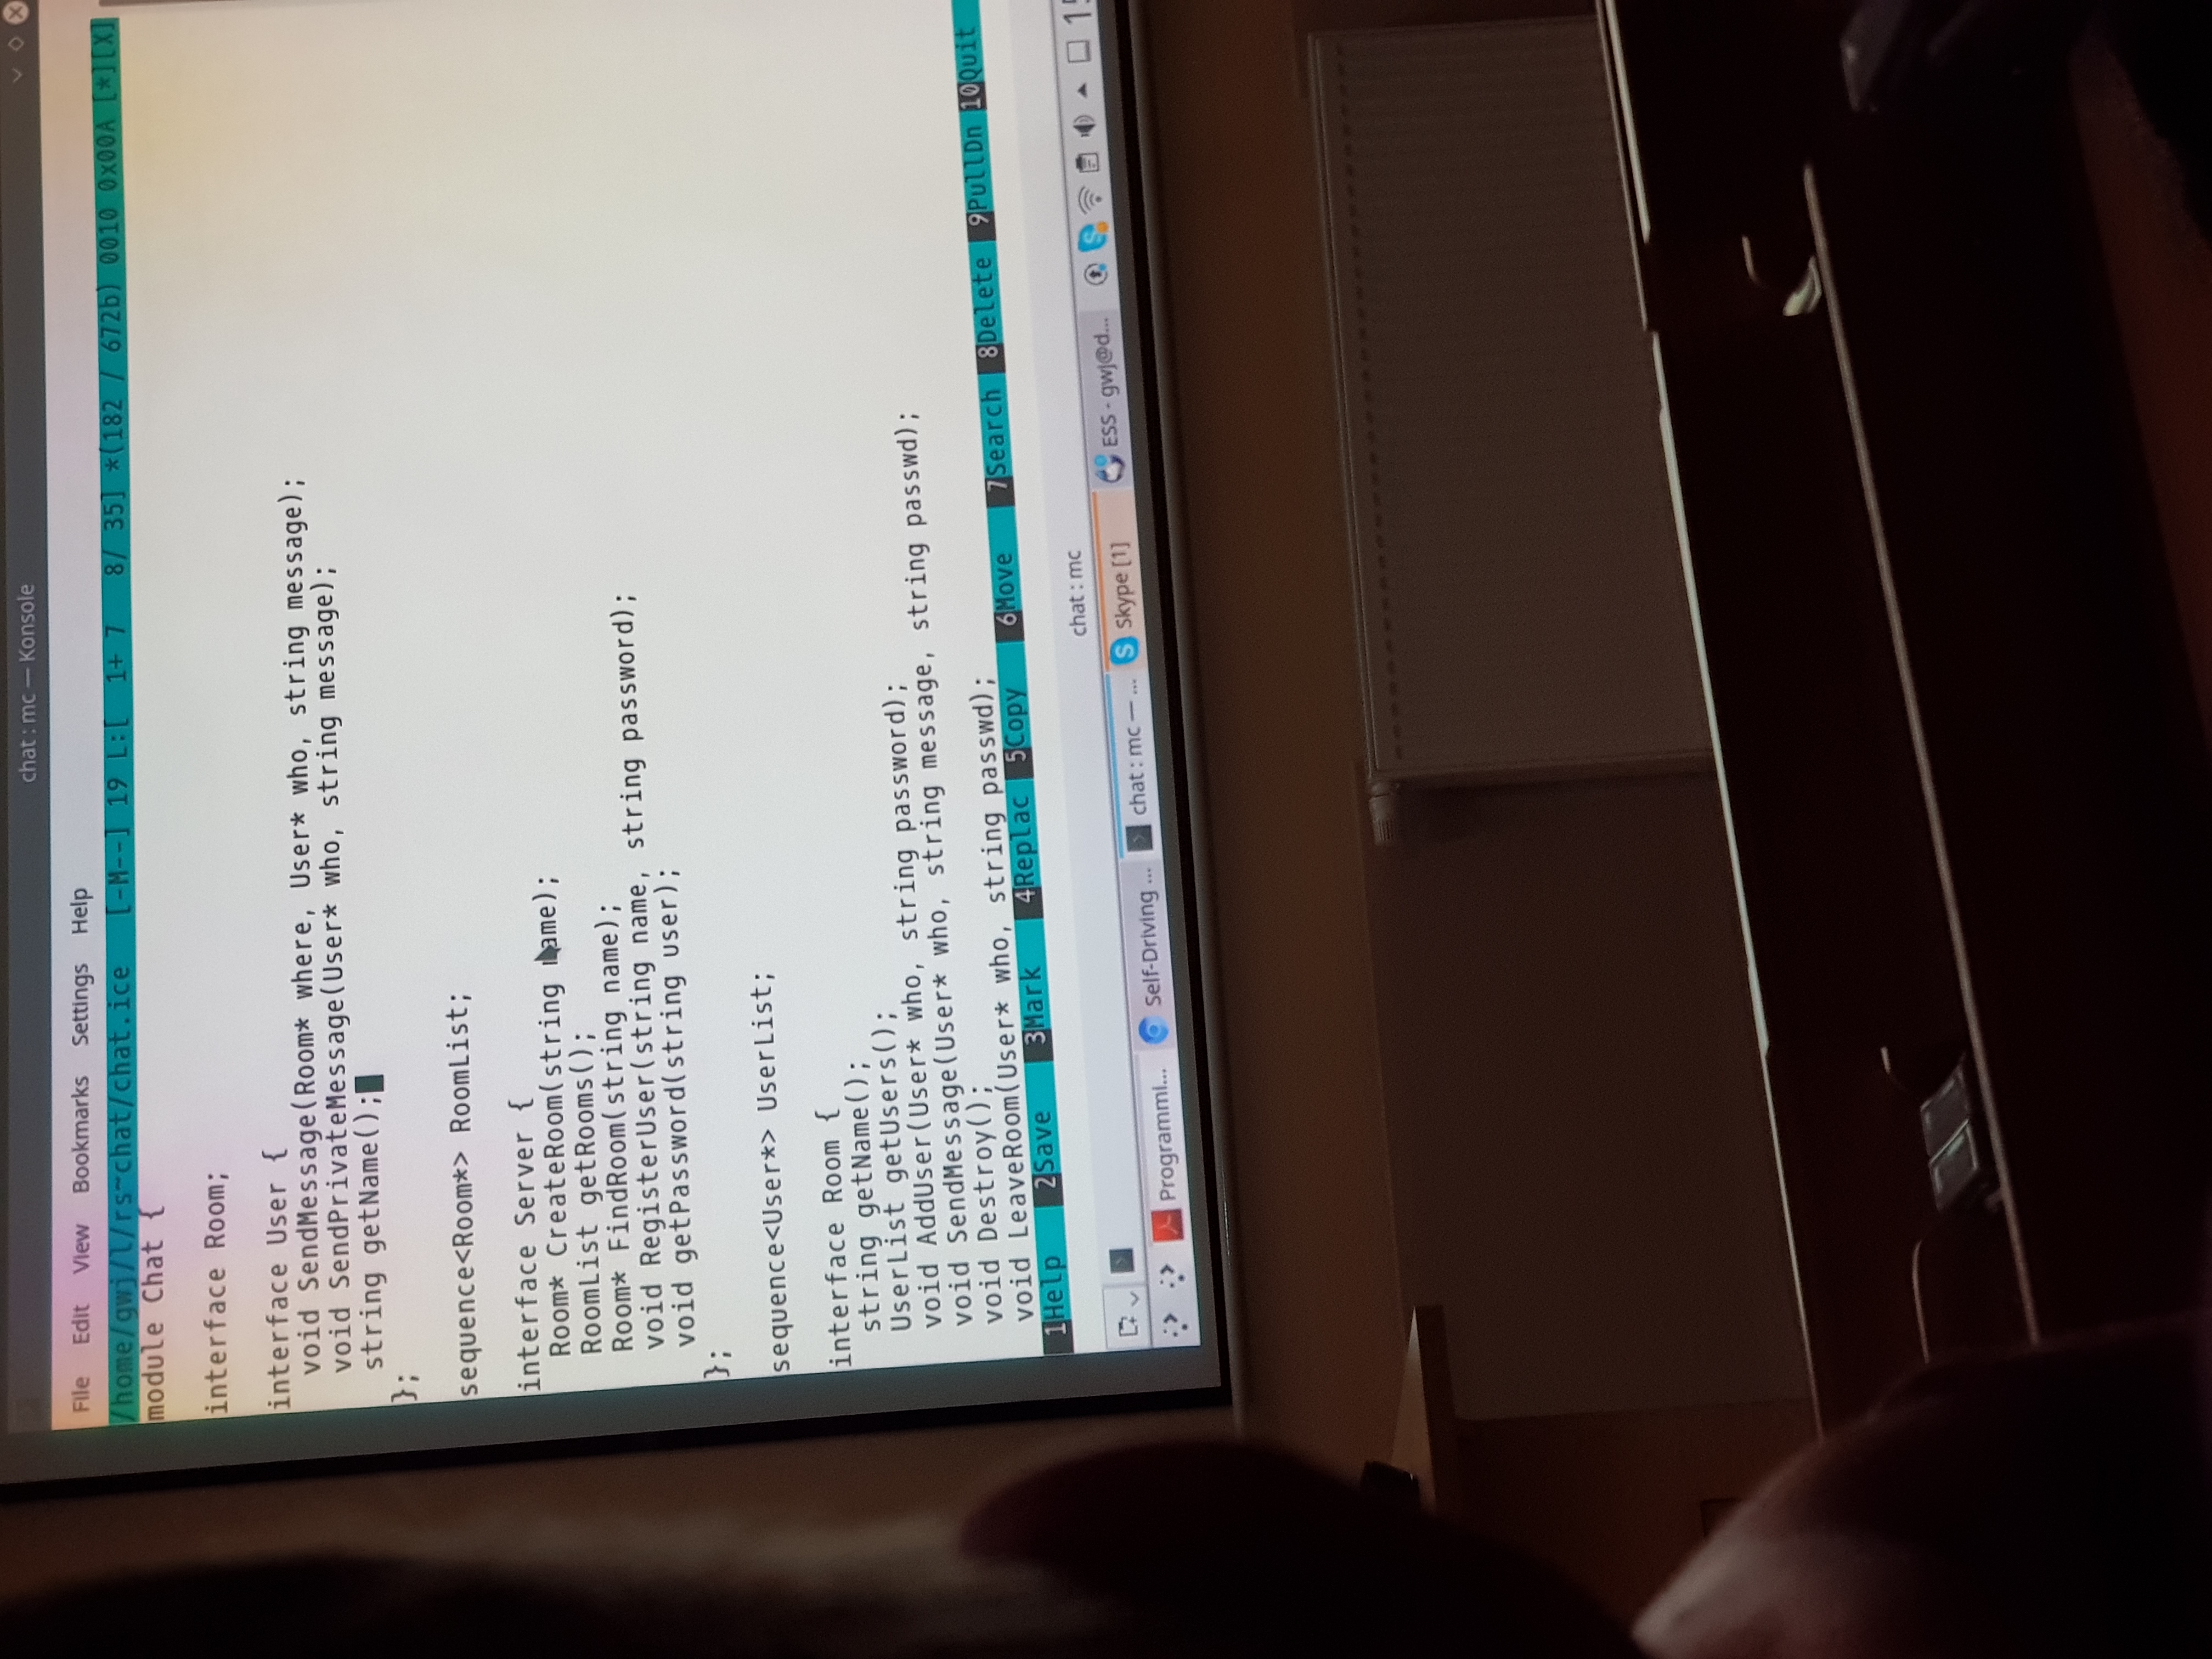 chat : mc — Konsole
File Edit View Bookmarks Settings Help
/home/gwj/l/rs~chat/chat.ice [-M--] 19 L:[ 1+ 7 8/ 35] *(182 / 672b) 0010 0x00A [*][X]
module Chat {
interface Room;
interface User {
void SendMessage(Room* where, User* who, string message);
void SendPrivateMessage(User* who, string message);
string getName();
};
sequence<Room*> RoomList;
interface Server {
Room* CreateRoom(string name);
RoomList getRooms();
Room* FindRoom(string name);
void RegisterUser(string name, string password);
void getPassword(string user);
};
sequence<User*> UserList;
interface Room {
string getName();
UserList getUsers();
void AddUser(User* who, string password);
void SendMessage(User* who, string message, string passwd);
void Destroy();
void LeaveRoom(User* who, string passwd);
1Help 2Save 3Mark 4Replac 5Copy 6Move 7Search 8Delete 9PullDn 10Quit
chat : mc
Programmi... Self-Driving ... chat : mc — ... Skype [1] ESS - gwj@d...